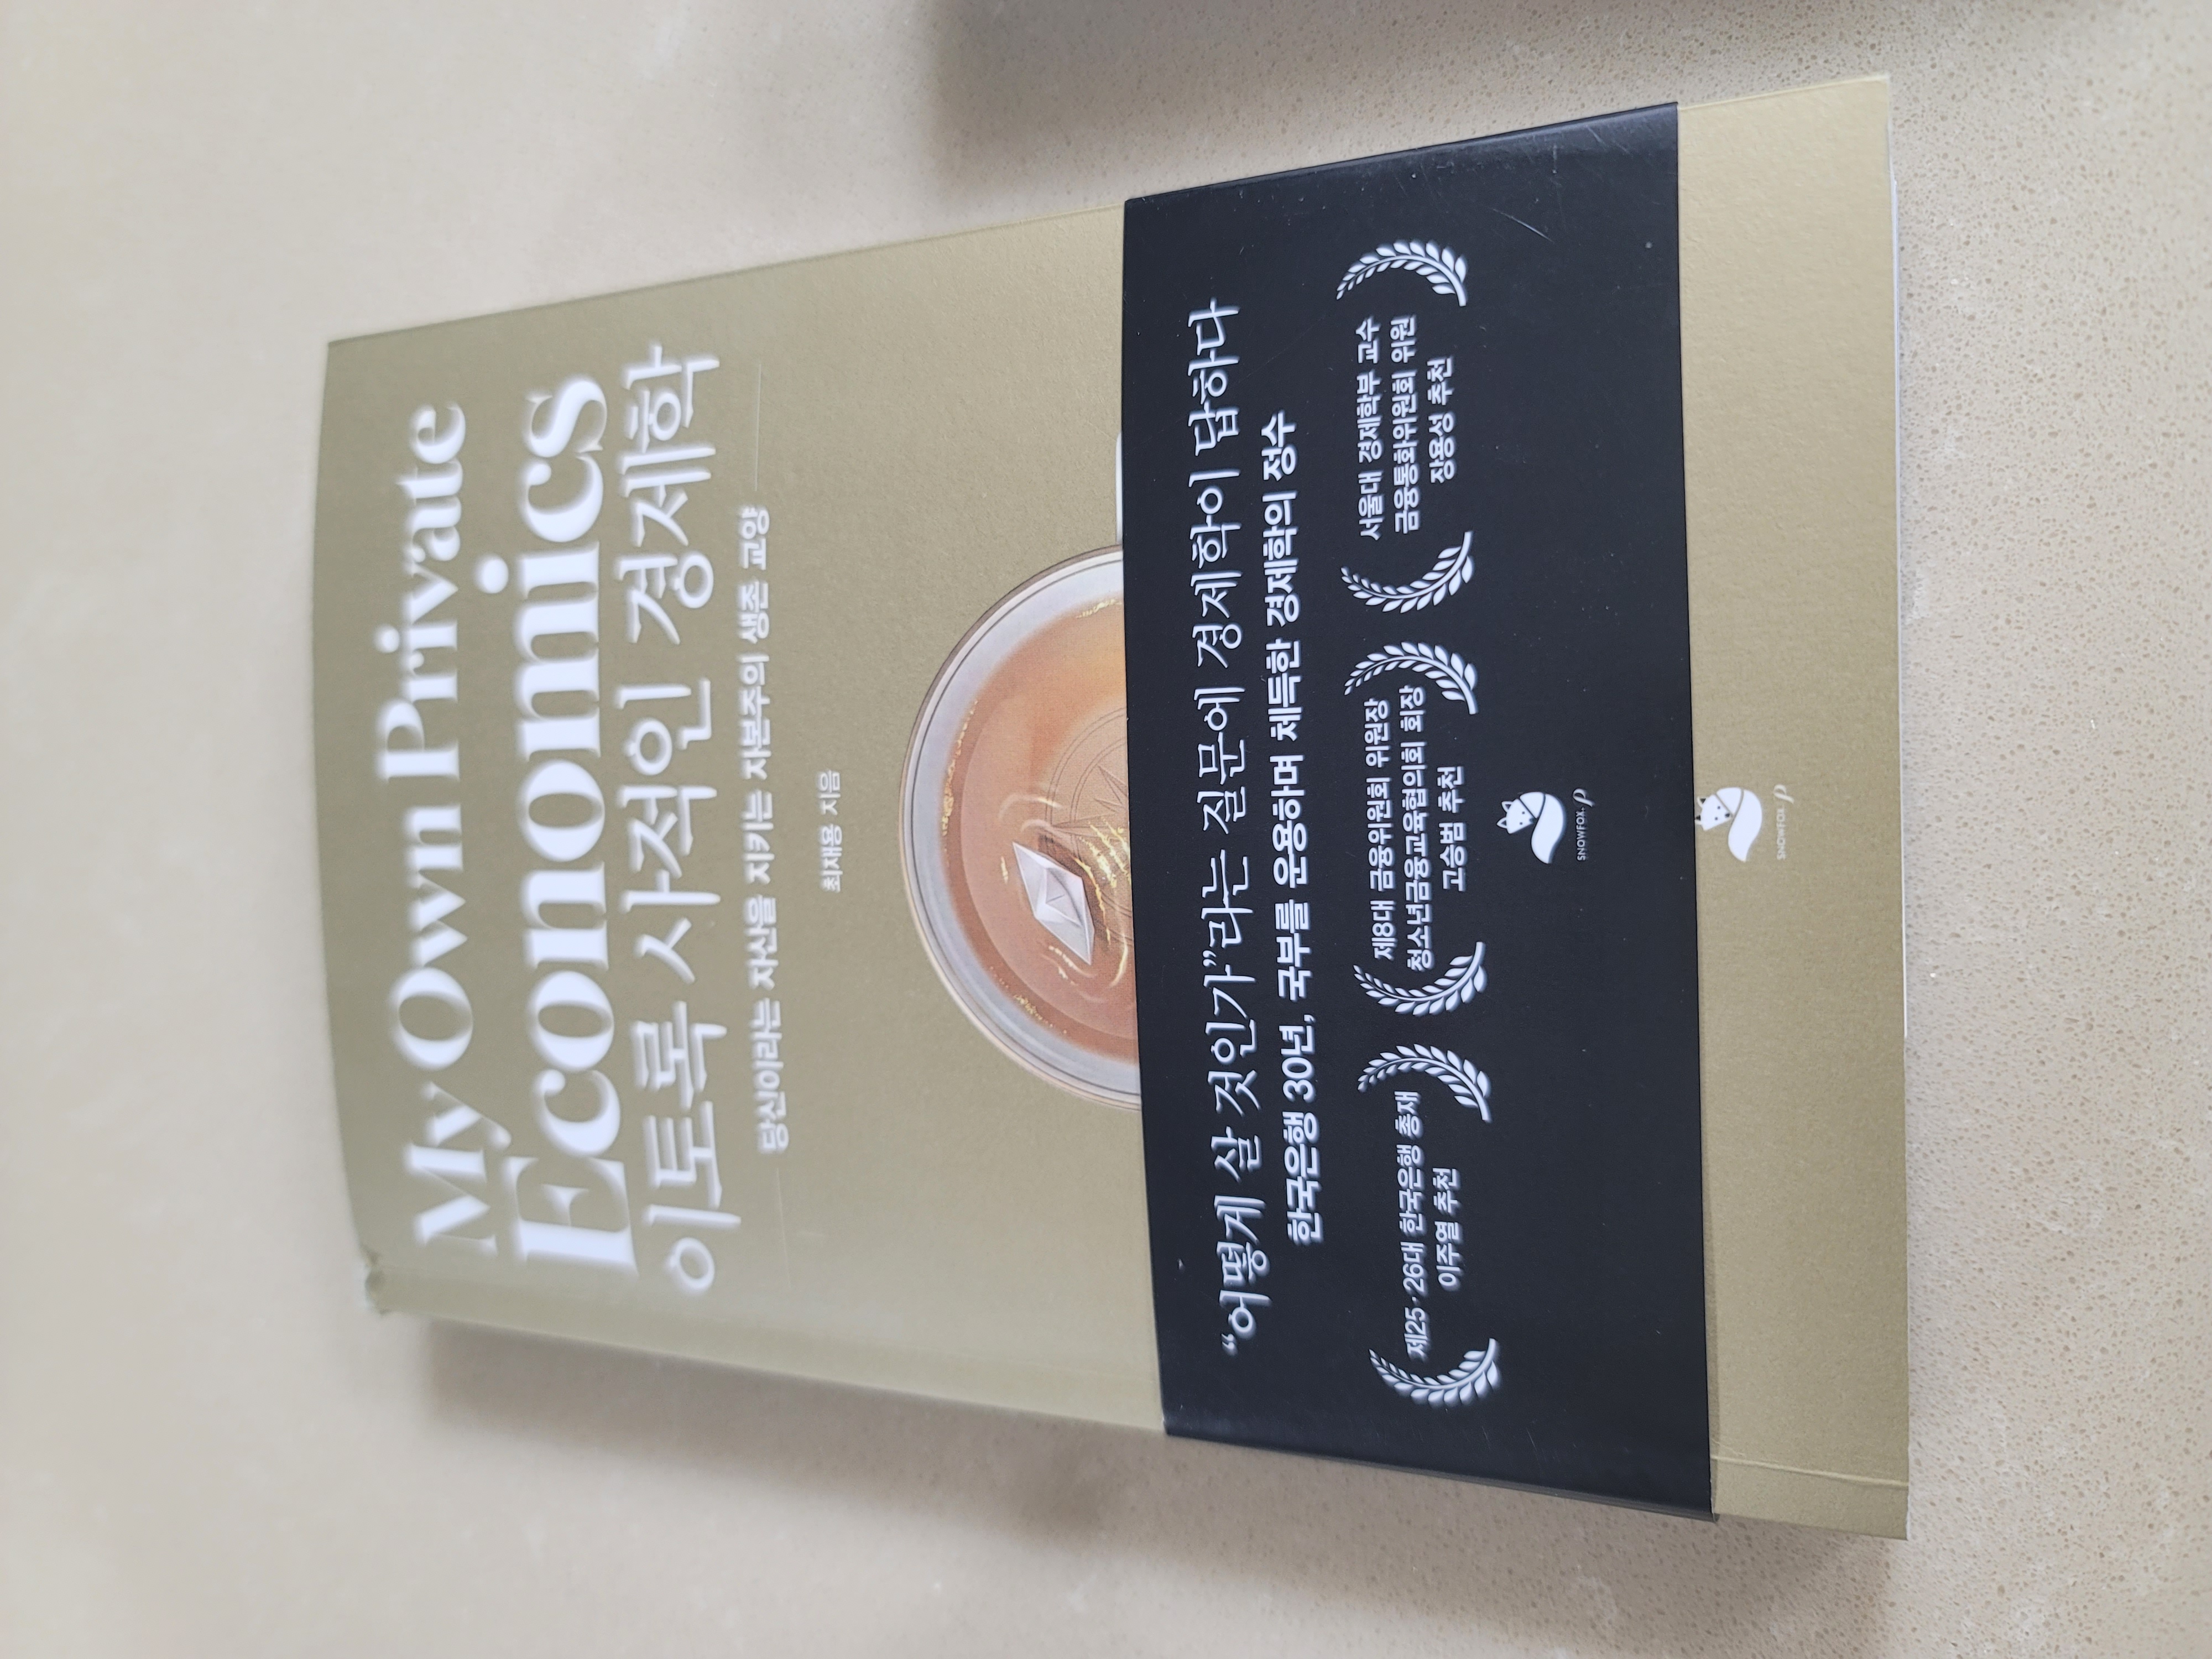 My Own Private
Economics
이토록 사적인 경제학
당신이라는 자산을 지키는 자본주의 생존 교양
최재용 지음
“어떻게 살 것인가”라는 질문에 경제학이 답하다
한국은행 30년, 국부를 운용하며 체득한 경제학의 정수
제25·26대 한국은행 총재
이주열 추천
제8대 금융위원회 위원장
청소년금융교육협의회 회장
고승범 추천
서울대 경제학부 교수
금융통화위원회 위원
장용성 추천
SNOWFOX.P
SNOWFOX.P